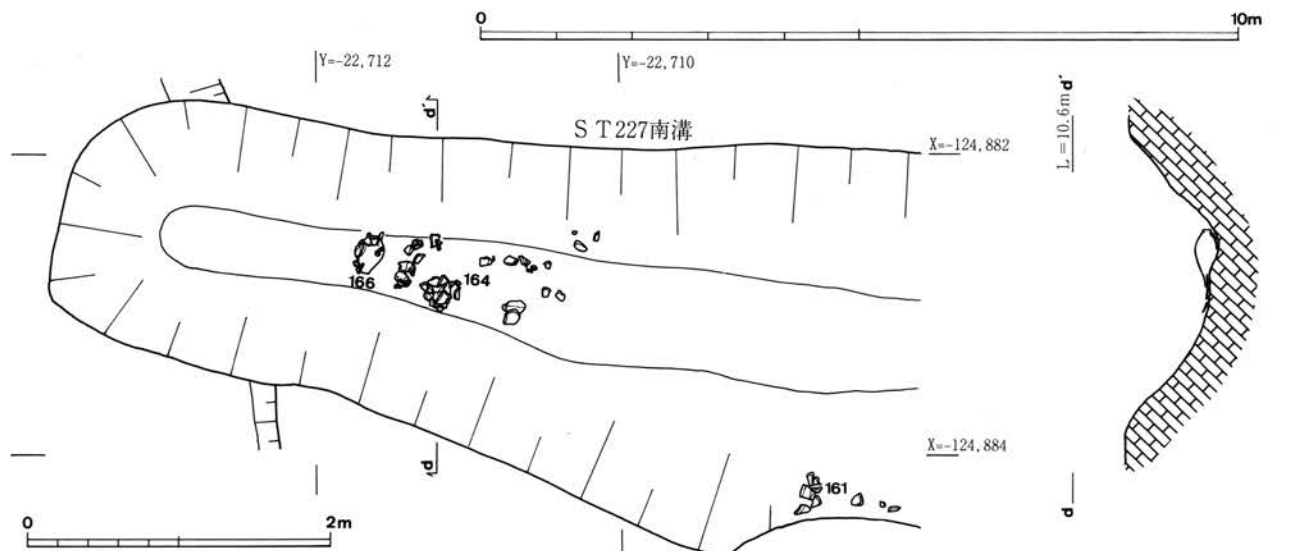 0 10m
Y=-22,712 Y=-22,710
d′ L=10.6m d′
ST227南溝
X=-124,882
166 164
X=-124,884
d 161 d
0 2m